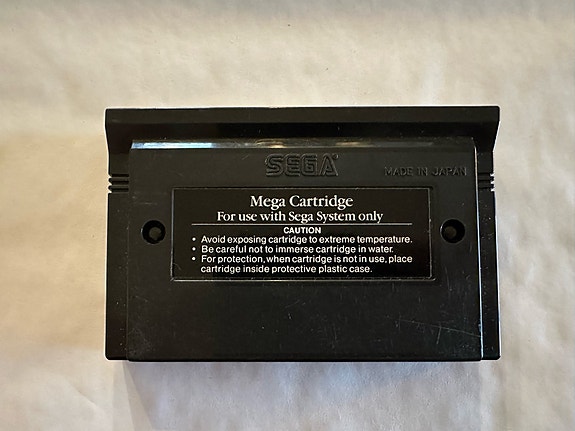 SEGA
MADE IN JAPAN
Mega Cartridge
For use with Sega System only
CAUTION
• Avoid exposing cartridge to extreme temperature.
• Be careful not to immerse cartridge in water.
• For protection, when cartridge is not in use, place
cartridge inside protective plastic case.